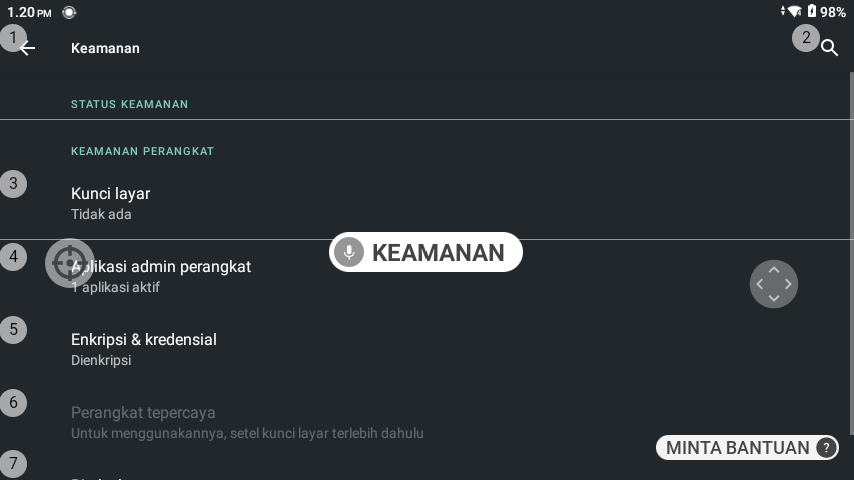 1.20 PM 98%
1 Keamanan 2
STATUS KEAMANAN
KEAMANAN PERANGKAT
3 Kunci layar
Tidak ada
KEAMANAN
4 Aplikasi admin perangkat
1 aplikasi aktif
5 Enkripsi & kredensial
Dienkripsi
6 Perangkat tepercaya
Untuk menggunakannya, setel kunci layar terlebih dahulu
MINTA BANTUAN ?
7